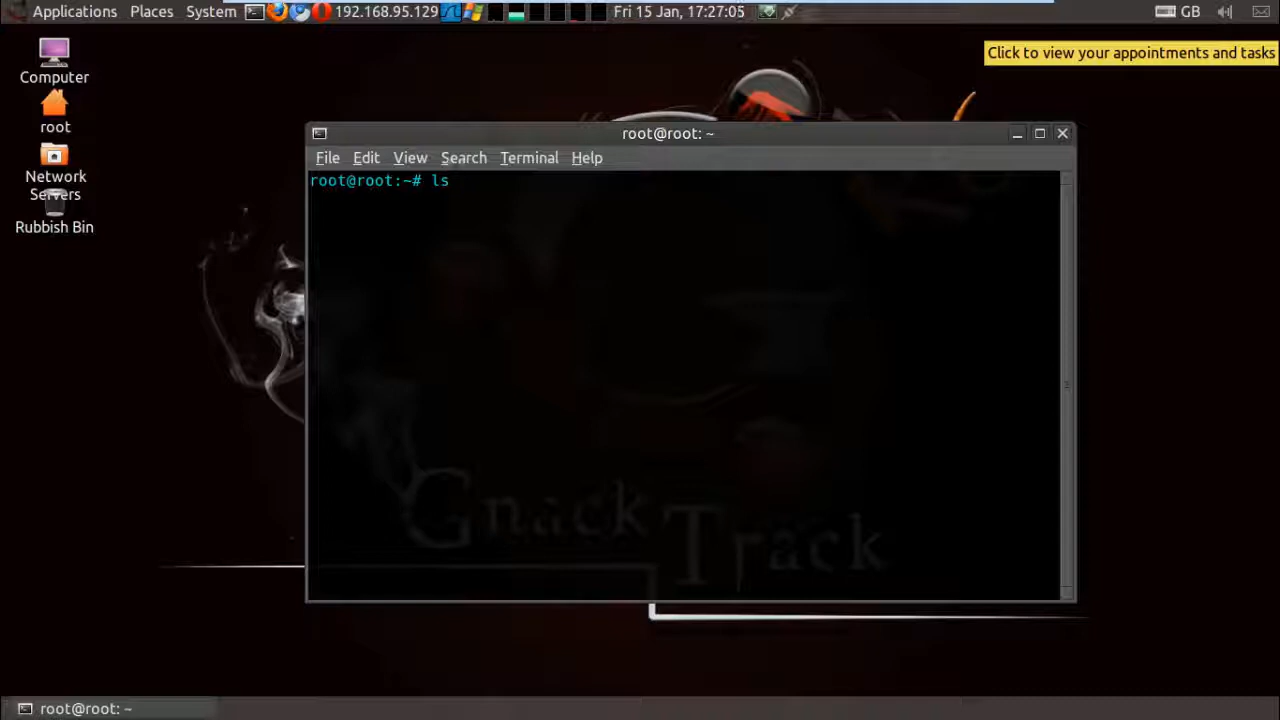 Applications Places System 192.168.95.129 Fri 15 Jan, 17:27:05 GB
Click to view your appointments and tasks
Computer
root
Network
Servers
Rubbish Bin
root@root: ~
File Edit View Search Terminal Help
root@root:~# ls
Gnack Track
root@root: ~